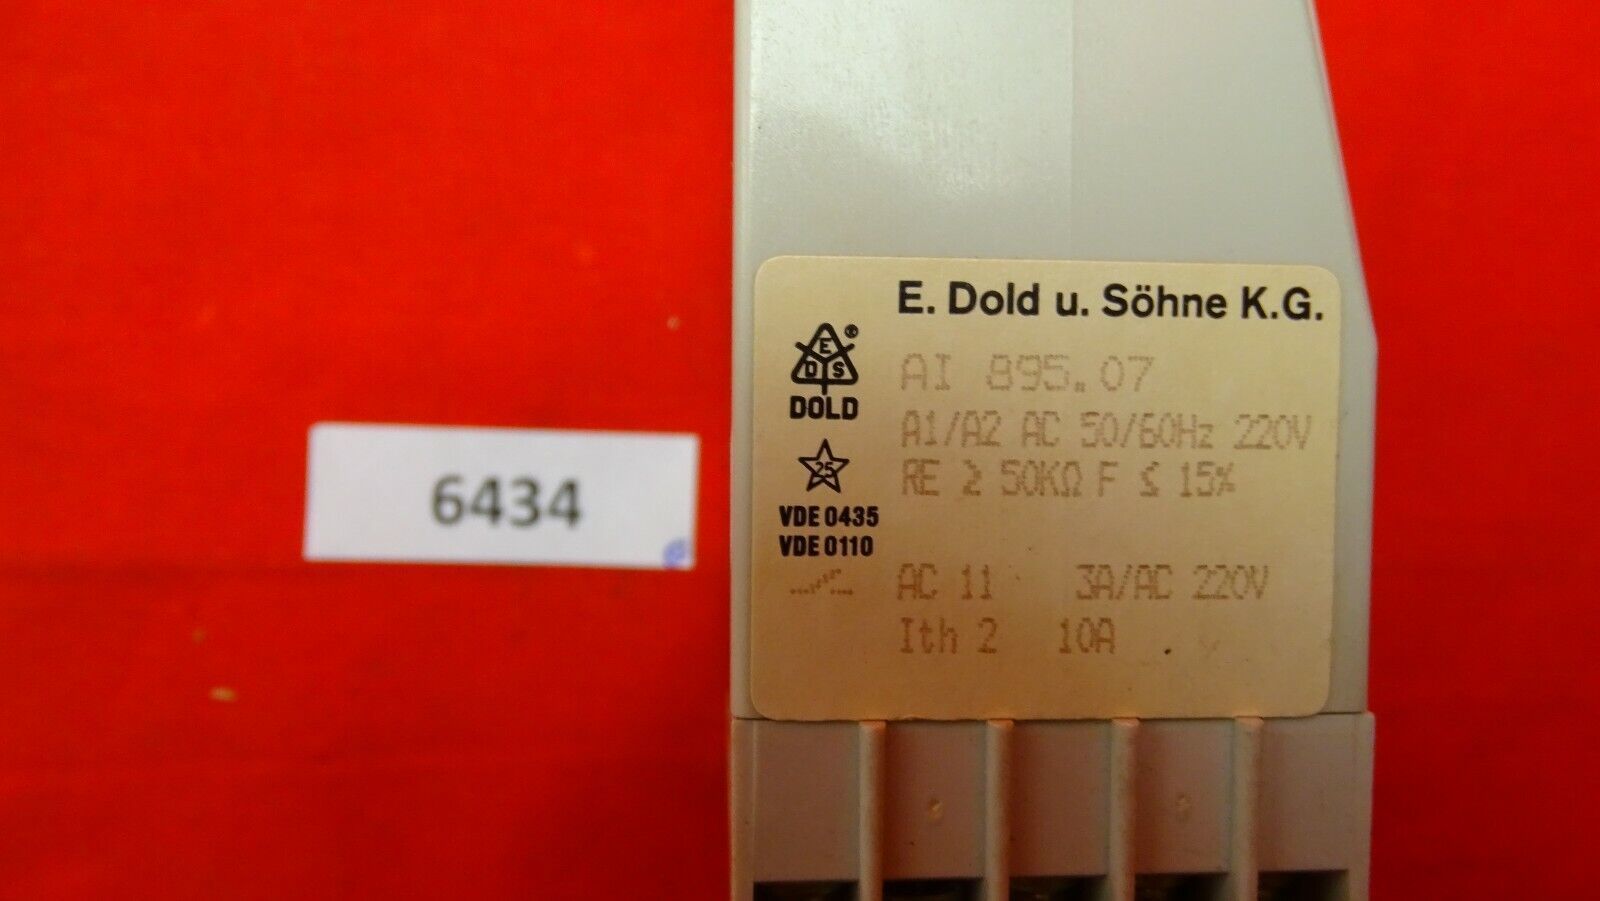 6434
E. Dold u. Söhne K.G.
E
D S
®
DOLD
25
VDE 0435
VDE 0110
AI 895.07
A1/A2 AC 50/60Hz 220V
RE ≥ 50KΩ F ≤ 15%
AC 11 3A/AC 220V
Ith 2 10A